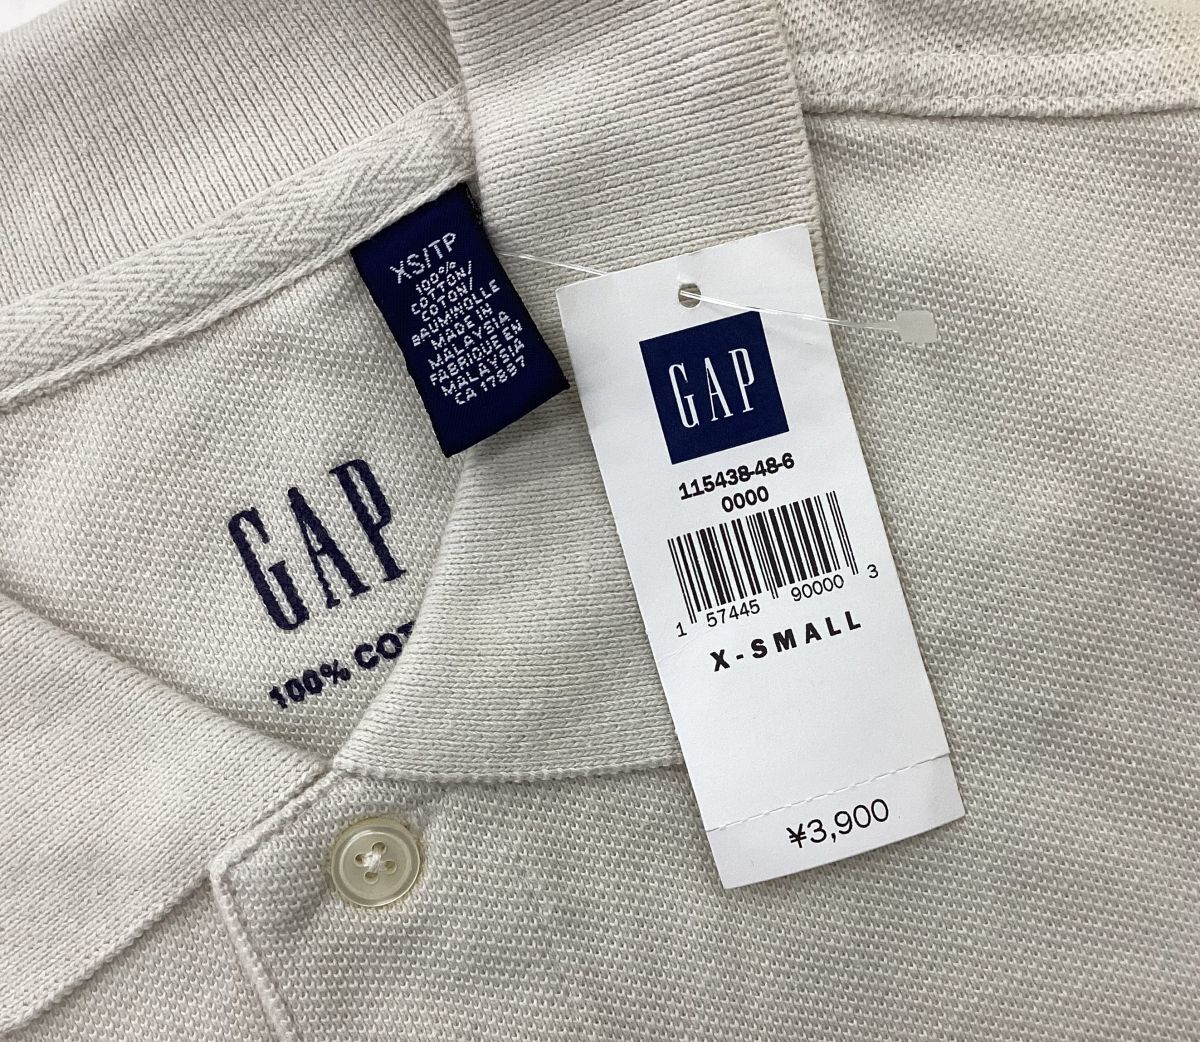 XS/TP
100%
COTTON/
COTON/
BAUMWOLLE
MADE IN
MALAYSIA
FABRIQUE EN
MALAYSIA
CA 17897
GAP
100% COT
GAP
115438-48-6
0000
1 57445 90000 3
X-SMALL
¥3,900